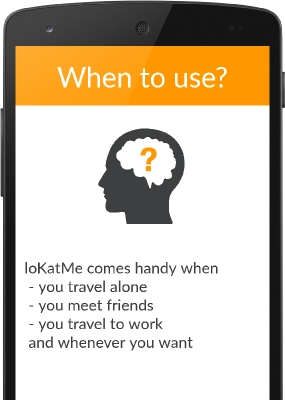 When to use?
?
loKatMe comes handy when
- you travel alone
- you meet friends
- you travel to work
and whenever you want